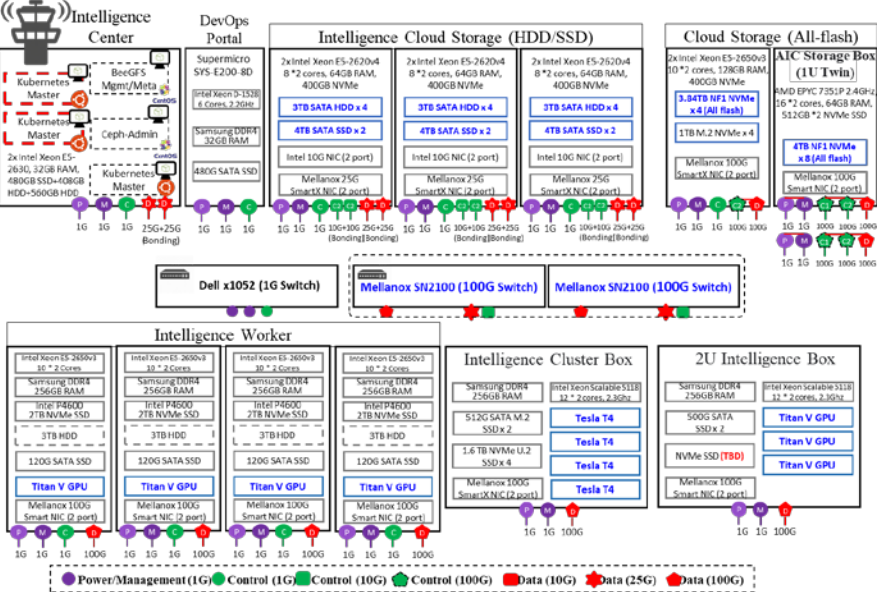 Intelligence
Center
Kubernetes
Master
BeeGFS
Mgmt/Meta
CentOS
Kubernetes
Master
Ceph-Admin
CentOS
2x Intel Xeon E5-
2630, 32GB RAM,
480GB SSD+408GB
HDD+560GB HDD
Kubernetes
Master
P M C D D
1G 1G 1G 25G+25G
(Bonding)
DevOps
Portal
Supermicro
SYS-E200-8D
Intel Xeon D-1528
6 Cores, 2.2GHz
Samsung DDR4
32GB RAM
480G SATA SSD
P M C
1G 1G 1G
Intelligence Cloud Storage (HDD/SSD)
2x Intel Xeon E5-2620v4
8 *2 cores, 64GB RAM,
400GB NVMe
3TB SATA HDD x 4
4TB SATA SSD x 2
Intel 10G NIC (2 port)
Mellanox 25G
SmartX NIC (2 port)
P M C C2 C2 D D
1G 1G 1G 10G+10G 25G+25G
(Bonding)(Bonding)
2x Intel Xeon E5-2620v4
8 *2 cores, 64GB RAM,
400GB NVMe
3TB SATA HDD x 4
4TB SATA SSD x 2
Intel 10G NIC (2 port)
Mellanox 25G
SmartX NIC (2 port)
P M C C2 C2 D D
1G 1G 1G 10G+10G 25G+25G
(Bonding)(Bonding)
2x Intel Xeon E5-2620v4
8 *2 cores, 64GB RAM,
400GB NVMe
3TB SATA HDD x 4
4TB SATA SSD x 2
Intel 10G NIC (2 port)
Mellanox 25G
SmartX NIC (2 port)
P M C C2 C2 D D
1G 1G 1G 10G+10G 25G+25G
(Bonding)(Bonding)
Cloud Storage (All-flash)
2x Intel Xeon E5-2650v3
10 *2 cores, 128GB RAM,
400GB NVMe
3.84TB NF1 NVMe
x 4 (All flash)
1TB M.2 NVMe x 4
Mellanox 100G
SmartX NIC (2 port)
P M C C2 D
1G 1G 1G 100G 100G
AIC Storage Box
(1U Twin)
AMD EPYC 7351P 2.4GHz,
16 *2 cores, 64GB RAM,
512GB *2 NVMe SSD
4TB NF1 NVMe
x 8 (All flash)
Mellanox 100G
Smart NIC (2 port)
P M C1 C2 D
1G 1G 100G 100G 100G
P M C1 C2 D
1G 1G 100G 100G
Dell x1052 (1G Switch)
Mellanox SN2100 (100G Switch)
Mellanox SN2100 (100G Switch)
Intelligence Worker
Intel Xeon E5-2650v3
10 * 2 Cores
Samsung DDR4
256GB RAM
Intel P4600
2TB NVMe SSD
3TB HDD
120G SATA SSD
Titan V GPU
Mellanox 100G
Smart NIC (2 port)
P M C D
1G 1G 1G 100G
Intel Xeon E5-2650v3
10 * 2 Cores
Samsung DDR4
256GB RAM
Intel P4600
2TB NVMe SSD
3TB HDD
120G SATA SSD
Titan V GPU
Mellanox 100G
Smart NIC (2 port)
P M C D
1G 1G 1G 100G
Intel Xeon E5-2650v3
10 * 2 Cores
Samsung DDR4
256GB RAM
Intel P4600
2TB NVMe SSD
3TB HDD
120G SATA SSD
Titan V GPU
Mellanox 100G
Smart NIC (2 port)
P M C D
1G 1G 1G 100G
Intel Xeon E5-2650v3
10 * 2 Cores
Samsung DDR4
256GB RAM
Intel P4600
2TB NVMe SSD
3TB HDD
120G SATA SSD
Titan V GPU
Mellanox 100G
Smart NIC (2 port)
P M C D
1G 1G 1G 100G
Intelligence Cluster Box
Samsung DDR4
256GB RAM
512G SATA M.2
SSD x 2
1.6 TB NVMe U.2
SSD x 4
Mellanox 100G
SmartX NIC (2 port)
Intel Xeon Scalable 5118
12 * 2 cores, 2.3Ghz
Tesla T4
Tesla T4
Tesla T4
Tesla T4
P M D
1G 1G 100G
2U Intelligence Box
Samsung DDR4
256GB RAM
500G SATA
SSD x 2
NVMe SSD (TBD)
Mellanox 100G
Smart NIC (2 port)
Intel Xeon Scalable 5118
12 * 2 cores, 2.3Ghz
Titan V GPU
Titan V GPU
Titan V GPU
P M D
1G 1G 100G
Power/Management (1G) Control (1G) Control (10G) Control (100G) Data (10G) Data (25G) Data (100G)